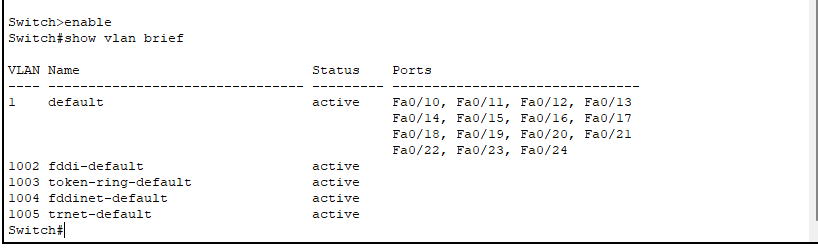 Switch>enable
Switch#show vlan brief
VLAN Name                             Status    Ports
---- -------------------------------- --------- -------------------------------
1    default                          active    Fa0/10, Fa0/11, Fa0/12, Fa0/13
                                                Fa0/14, Fa0/15, Fa0/16, Fa0/17
                                                Fa0/18, Fa0/19, Fa0/20, Fa0/21
                                                Fa0/22, Fa0/23, Fa0/24
1002 fddi-default                     active
1003 token-ring-default               active
1004 fddinet-default                  active
1005 trnet-default                    active
Switch#